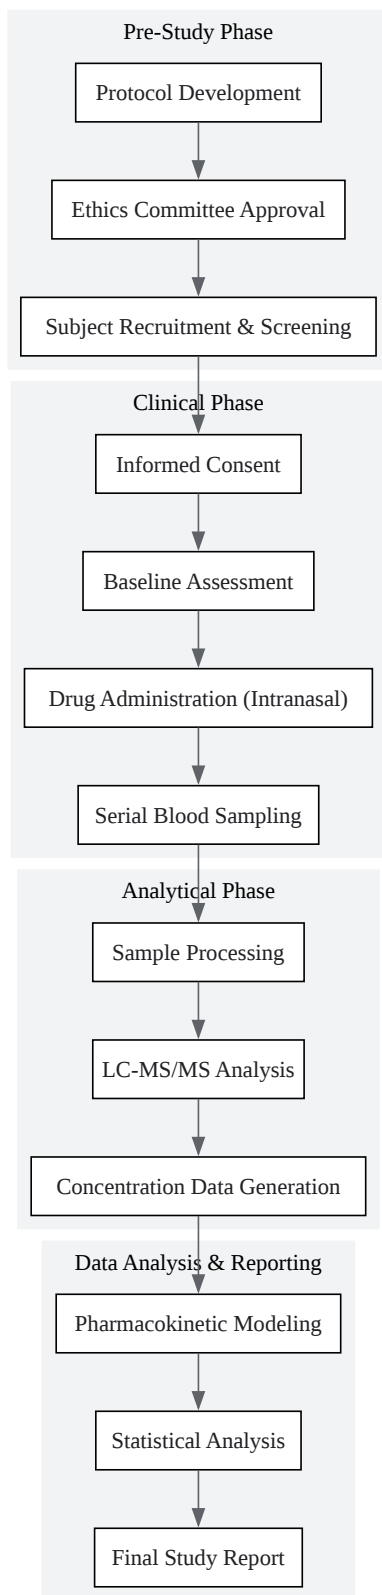 Pre-Study Phase
Protocol Development
Ethics Committee Approval
Subject Recruitment & Screening
Clinical Phase
Informed Consent
Baseline Assessment
Drug Administration (Intranasal)
Serial Blood Sampling
Analytical Phase
Sample Processing
LC-MS/MS Analysis
Concentration Data Generation
Data Analysis & Reporting
Pharmacokinetic Modeling
Statistical Analysis
Final Study Report